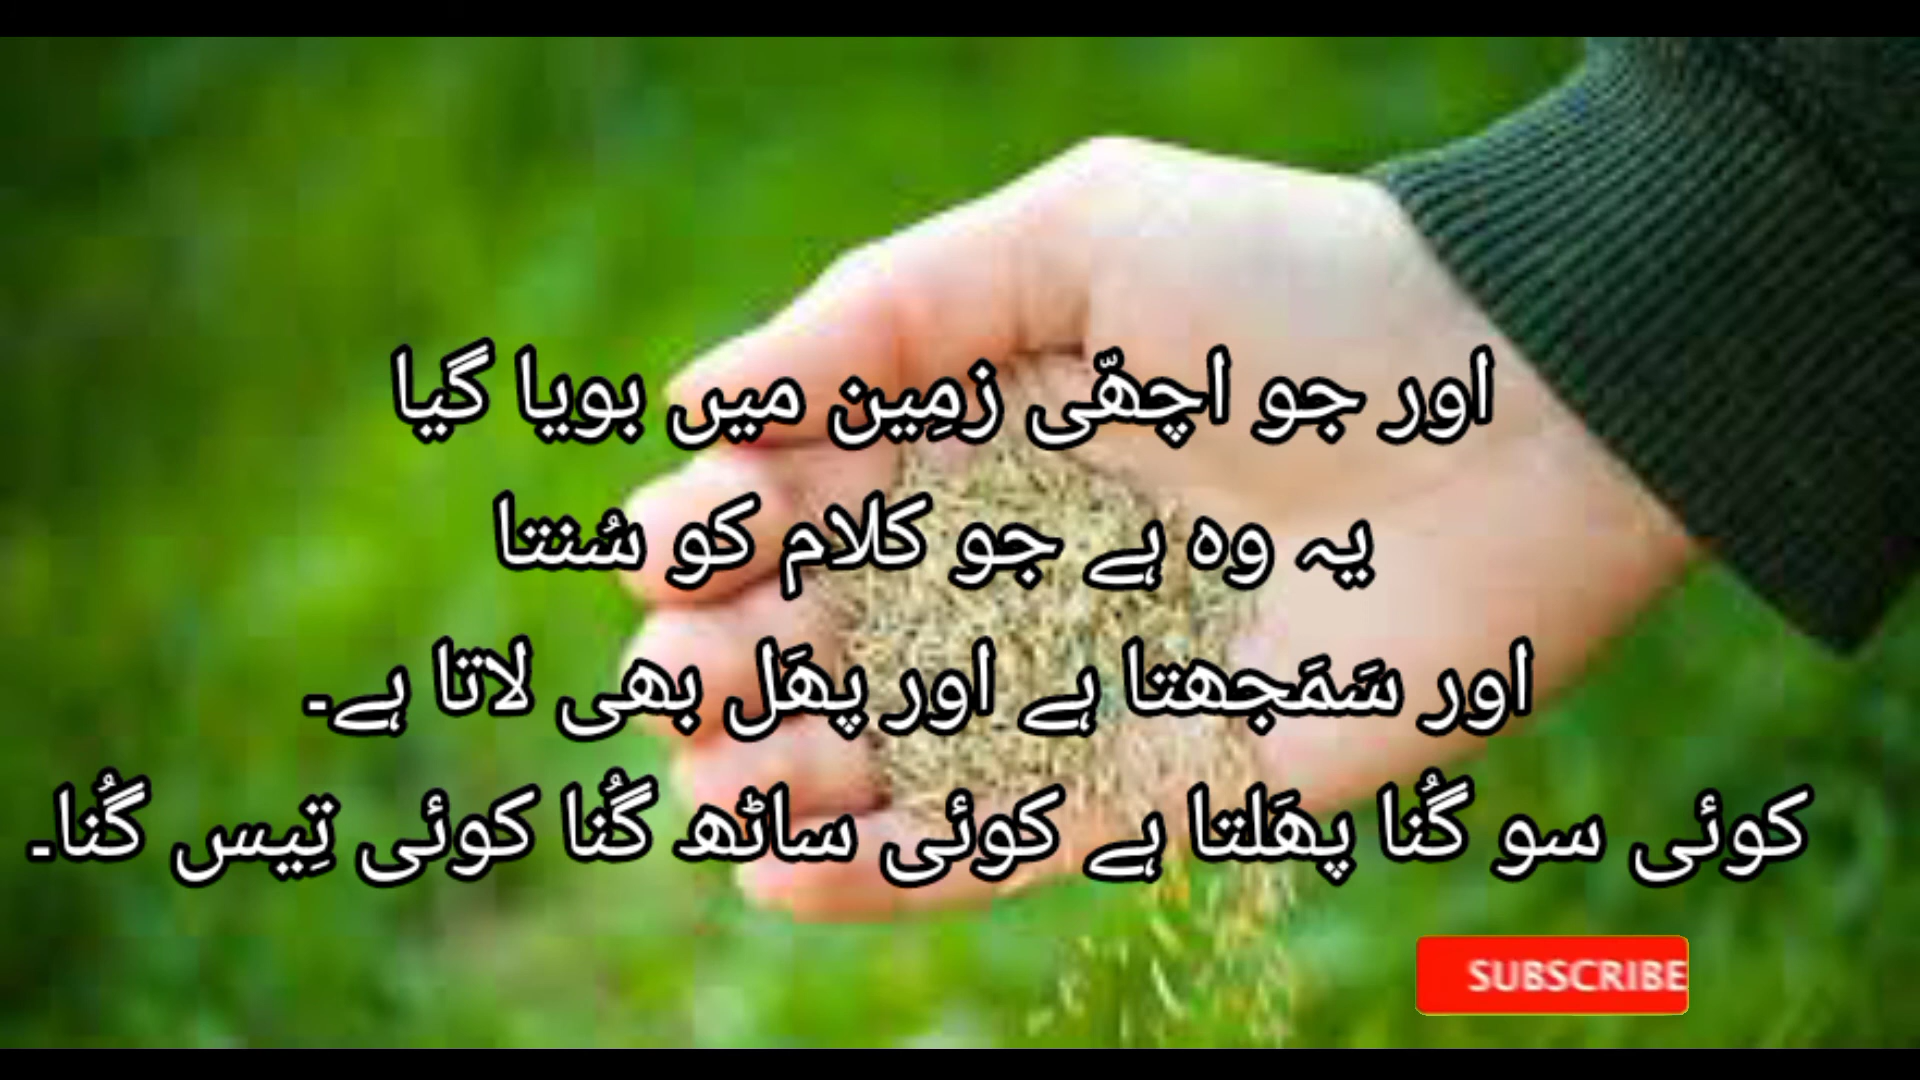 اور جو اچھّی زمِین میں بویا گیا
یہ وہ ہے جو کلام کو سُنتا
اور سَمَجھتا ہے اور پھَل بھی لاتا ہے۔
کوئی سو گُنا پھَلتا ہے کوئی ساٹھ گُنا کوئی تِیس گُنا۔
SUBSCRIBE